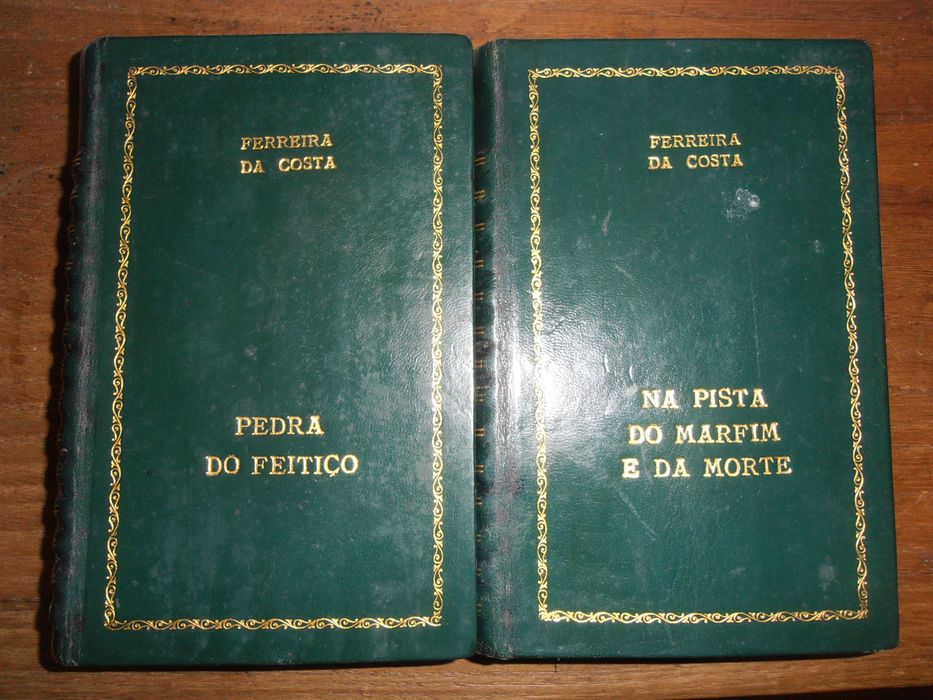 FERREIRA
DA COSTA
PEDRA
DO FEITIÇO
FERREIRA
DA COSTA
NA PISTA
DO MARFIM
E DA MORTE